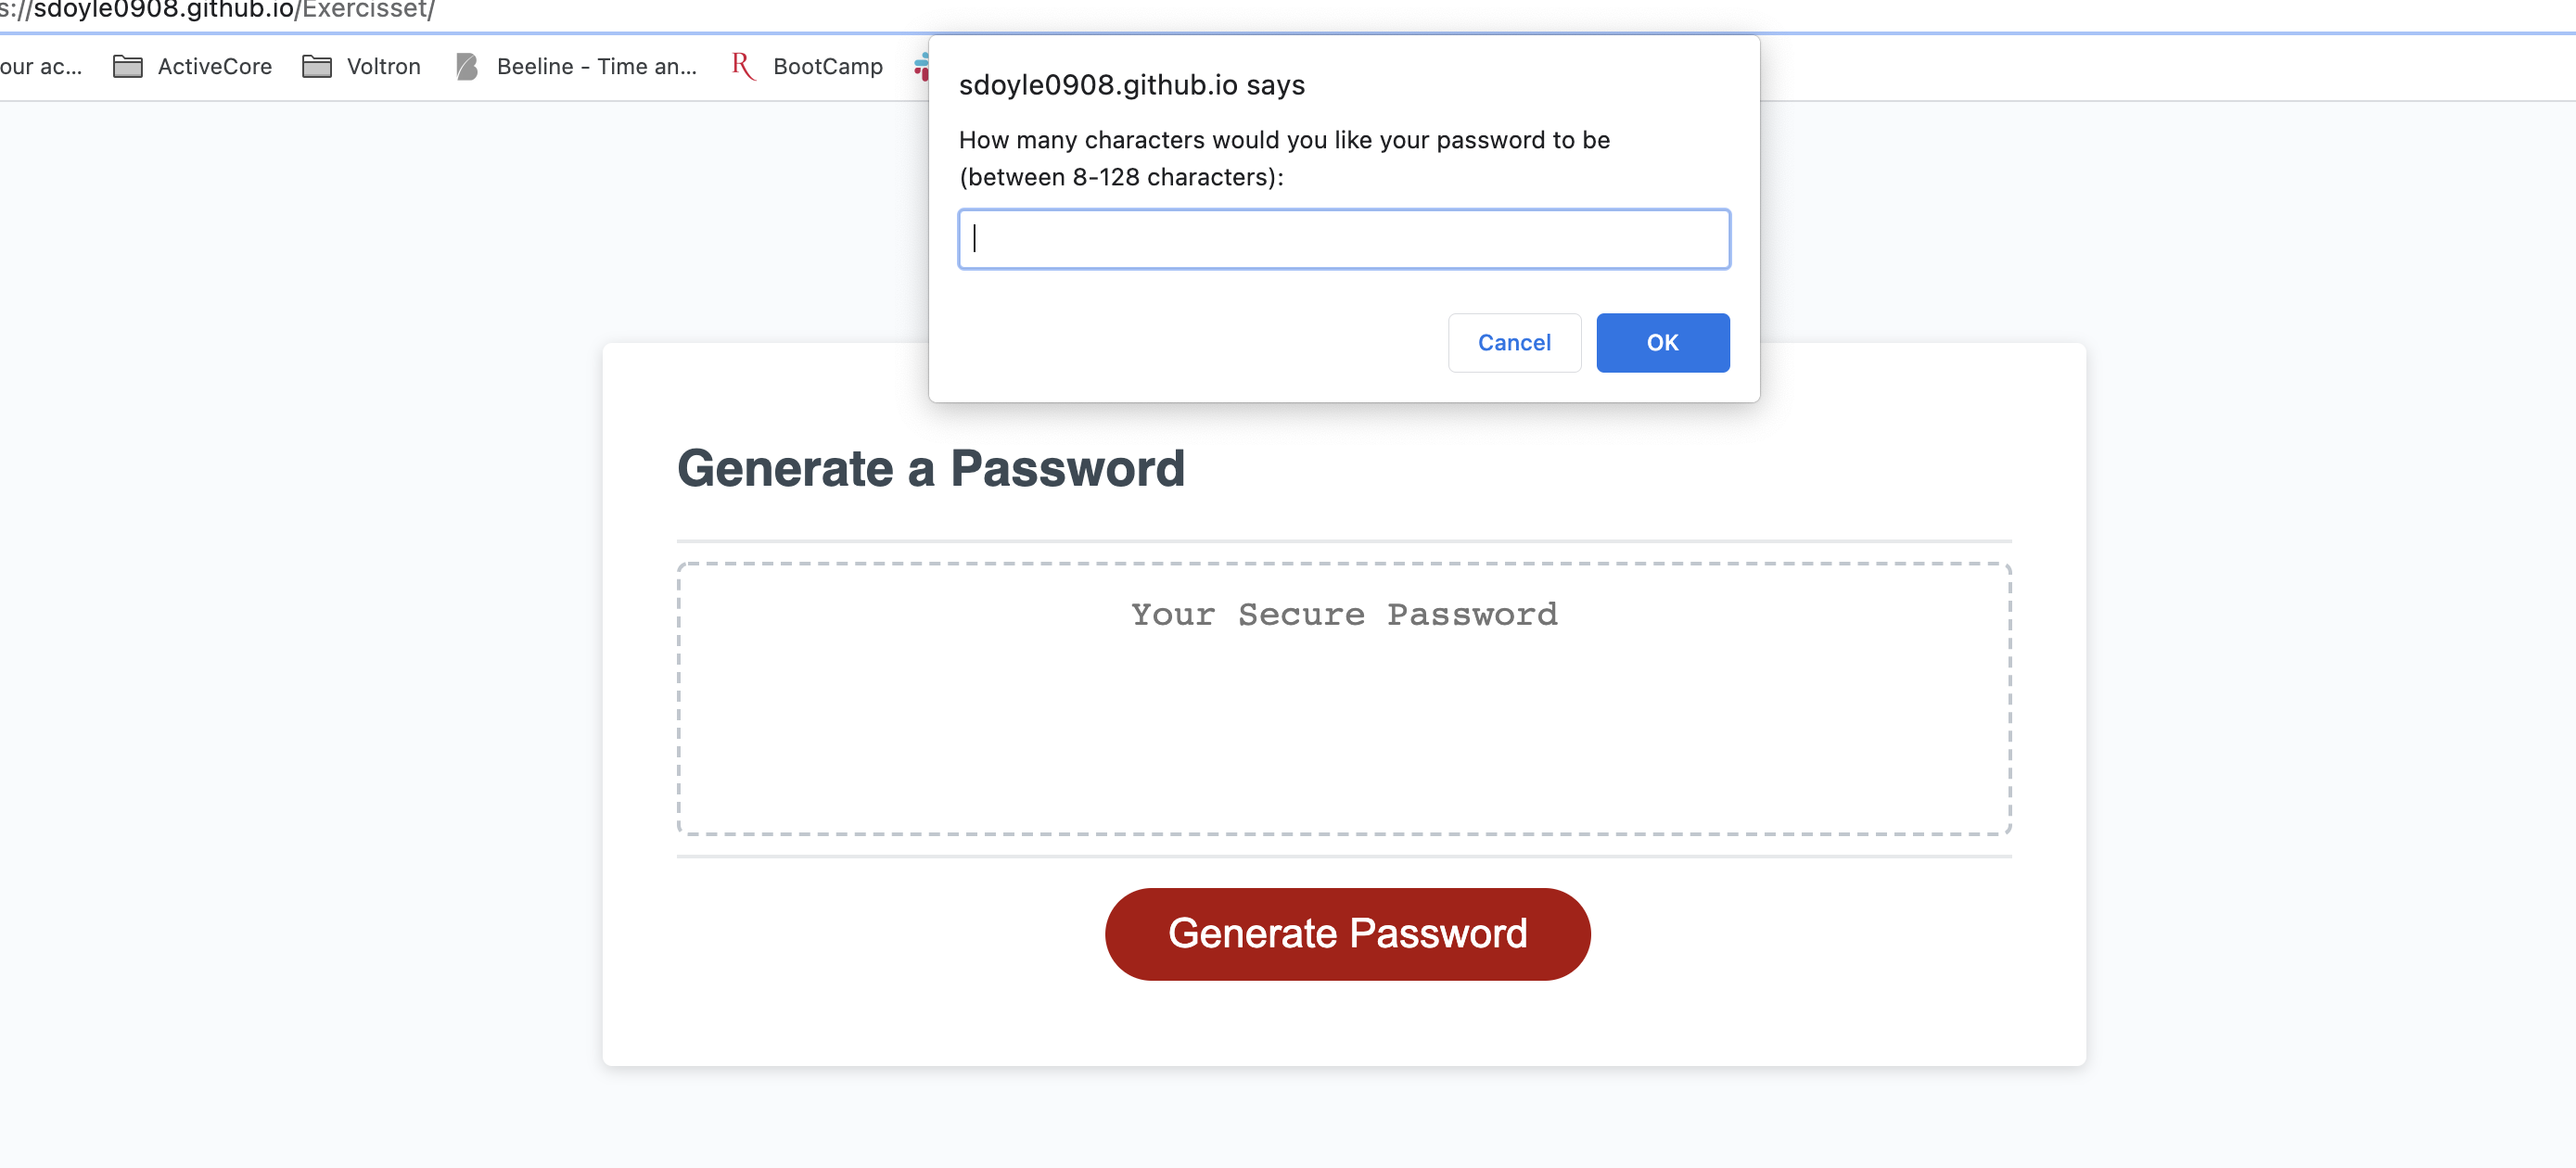 s://sdoyle0908.github.io/Exercisset/
our ac... ActiveCore Voltron Beeline - Time an... BootCamp
sdoyle0908.github.io says
How many characters would you like your password to be
(between 8-128 characters):
Cancel OK
Generate a Password
Your Secure Password
Generate Password